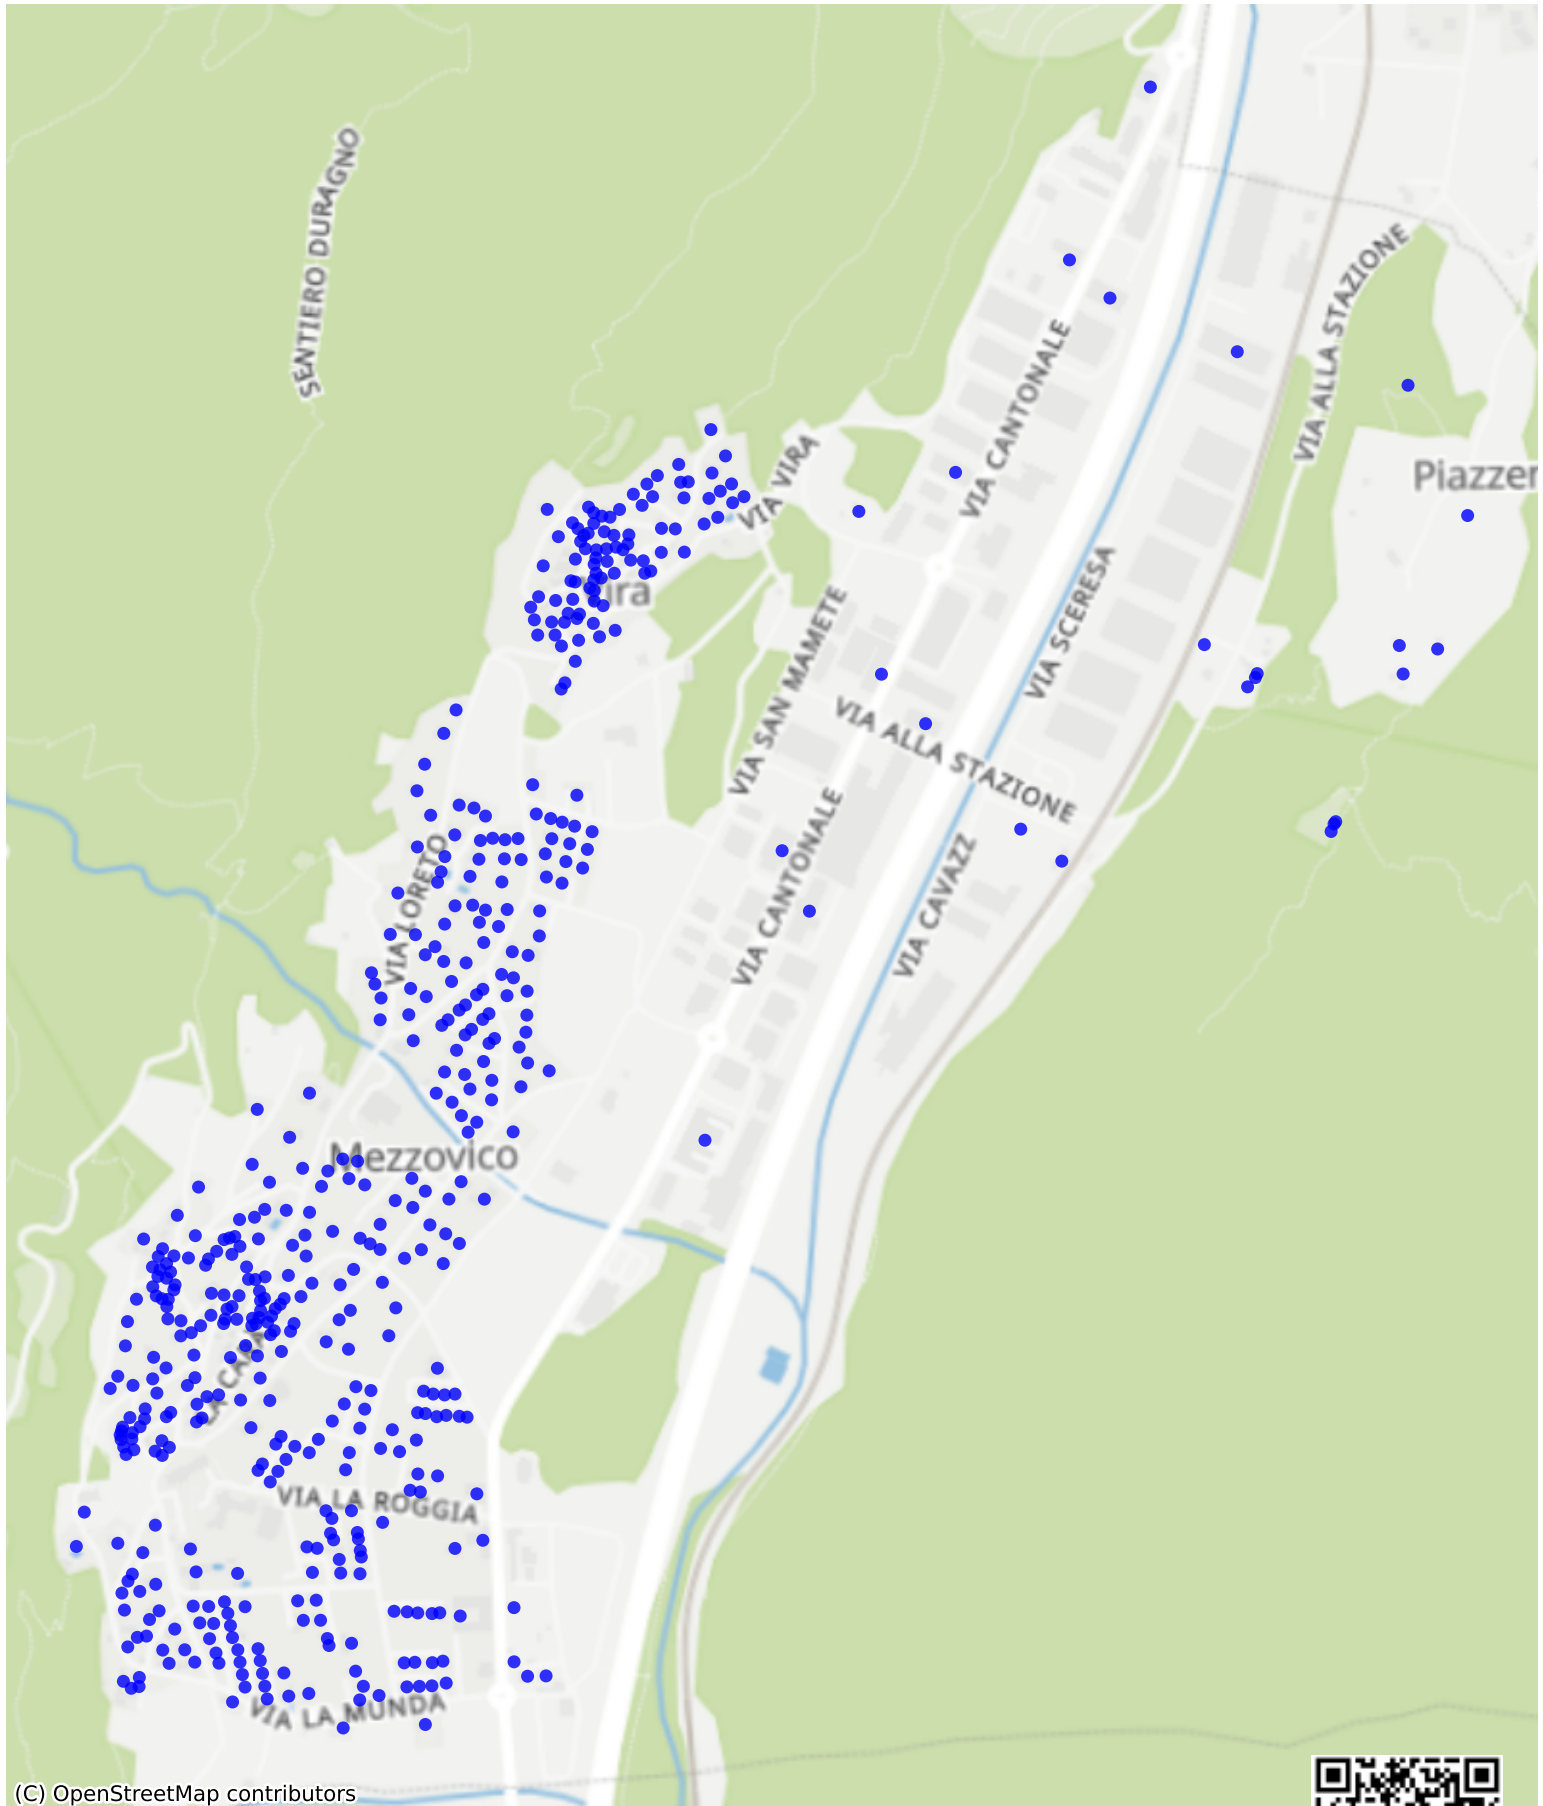 SENTIERO DURAGNO
VIA ALLA STAZIONE
VIA CANTONALE
VIA VIRA
Piazzer
Vira
VIA SCERESA
VIA SAN MAMETE
VIA ALLA STAZIONE
VIA CANTONALE
VIA LORETO
VIA CAVAZZ
Mezzovico
VIA LA ROGGIA
VIA LA MUNDA
(C) OpenStreetMap contributors